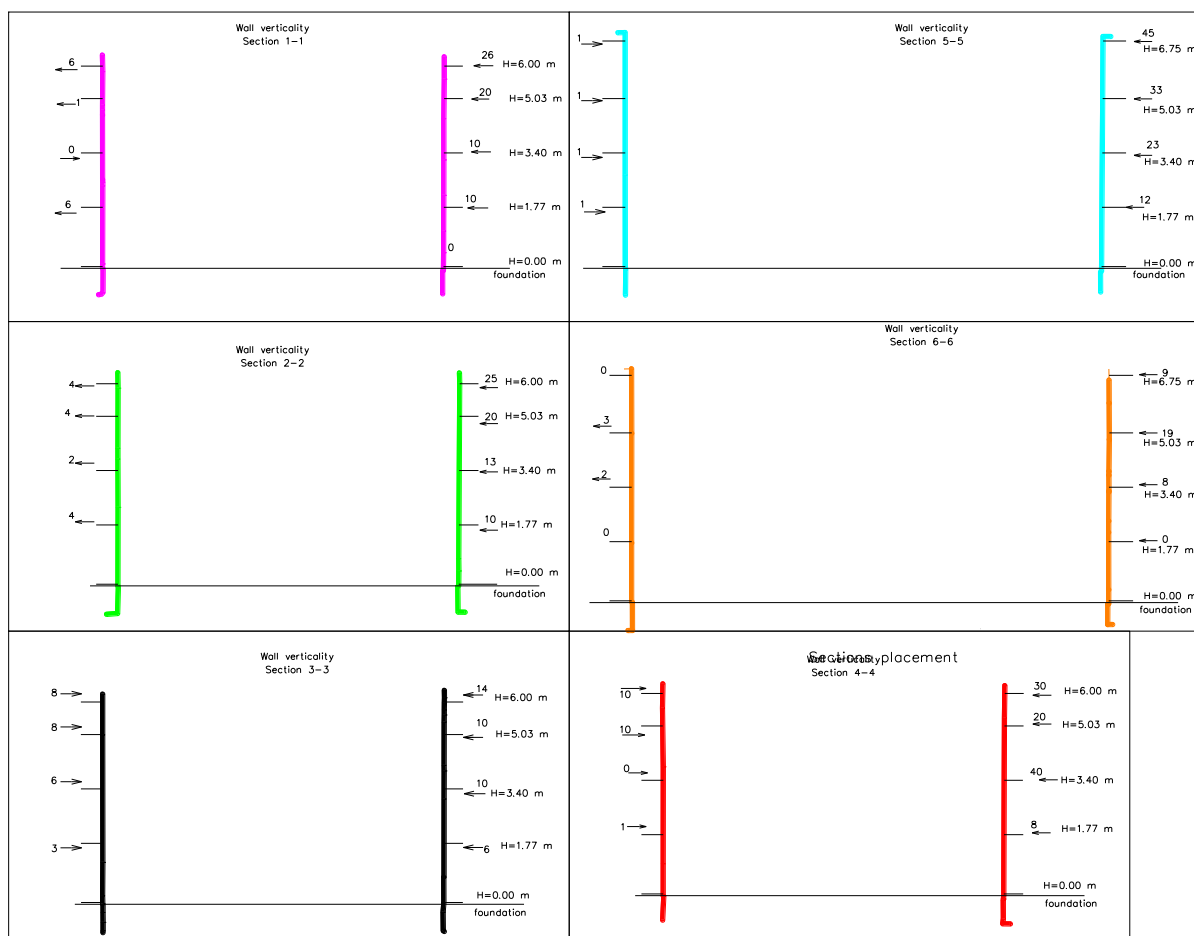 Wall verticality
Section 1-1
6
26
H=6.00 m
1
20
H=5.03 m
0
10
H=3.40 m
6
10
H=1.77 m
0
H=0.00 m
foundation
Wall verticality
Section 5-5
1
45
H=6.75 m
1
33
H=5.03 m
1
23
H=3.40 m
1
12
H=1.77 m
H=0.00 m
foundation
Wall verticality
Section 2-2
4
25
H=6.00 m
4
20
H=5.03 m
2
13
H=3.40 m
4
10
H=1.77 m
H=0.00 m
foundation
Wall verticality
Section 6-6
0
9
H=6.75 m
3
19
H=5.03 m
2
8
H=3.40 m
0
0
H=1.77 m
H=0.00 m
foundation
Wall verticality
Section 3-3
8
14
H=6.00 m
8
10
H=5.03 m
6
10
H=3.40 m
3
6
H=1.77 m
H=0.00 m
foundation
Sections placement
Wall verticality
Section 4-4
10
30
H=6.00 m
10
20
H=5.03 m
0
40
H=3.40 m
1
8
H=1.77 m
H=0.00 m
foundation